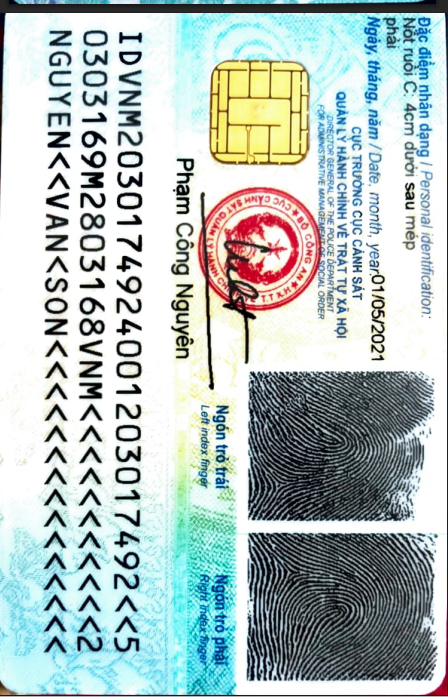 Đặc điểm nhân dạng / Personal identification:
Nốt ruồi C: 4cm dưới sau mép
phải
Ngày, tháng, năm / Date, month, year: 01/05/2021
CỤC TRƯỞNG CỤC CẢNH SÁT
QUẢN LÝ HÀNH CHÍNH VỀ TRẬT TỰ XÃ HỘI
DIRECTOR GENERAL OF THE POLICE DEPARTMENT
FOR ADMINISTRATIVE MANAGEMENT OF SOCIAL ORDER
Phạm Công Nguyên
Ngón trỏ trái
Left index finger
Ngón trỏ phải
Right index finger
IDVNM2030174924001203017492<<5
0303169M2803168VNM<<<<<<<<<<<2
NGUYEN<<VAN<SON<<<<<<<<<<<<<<<